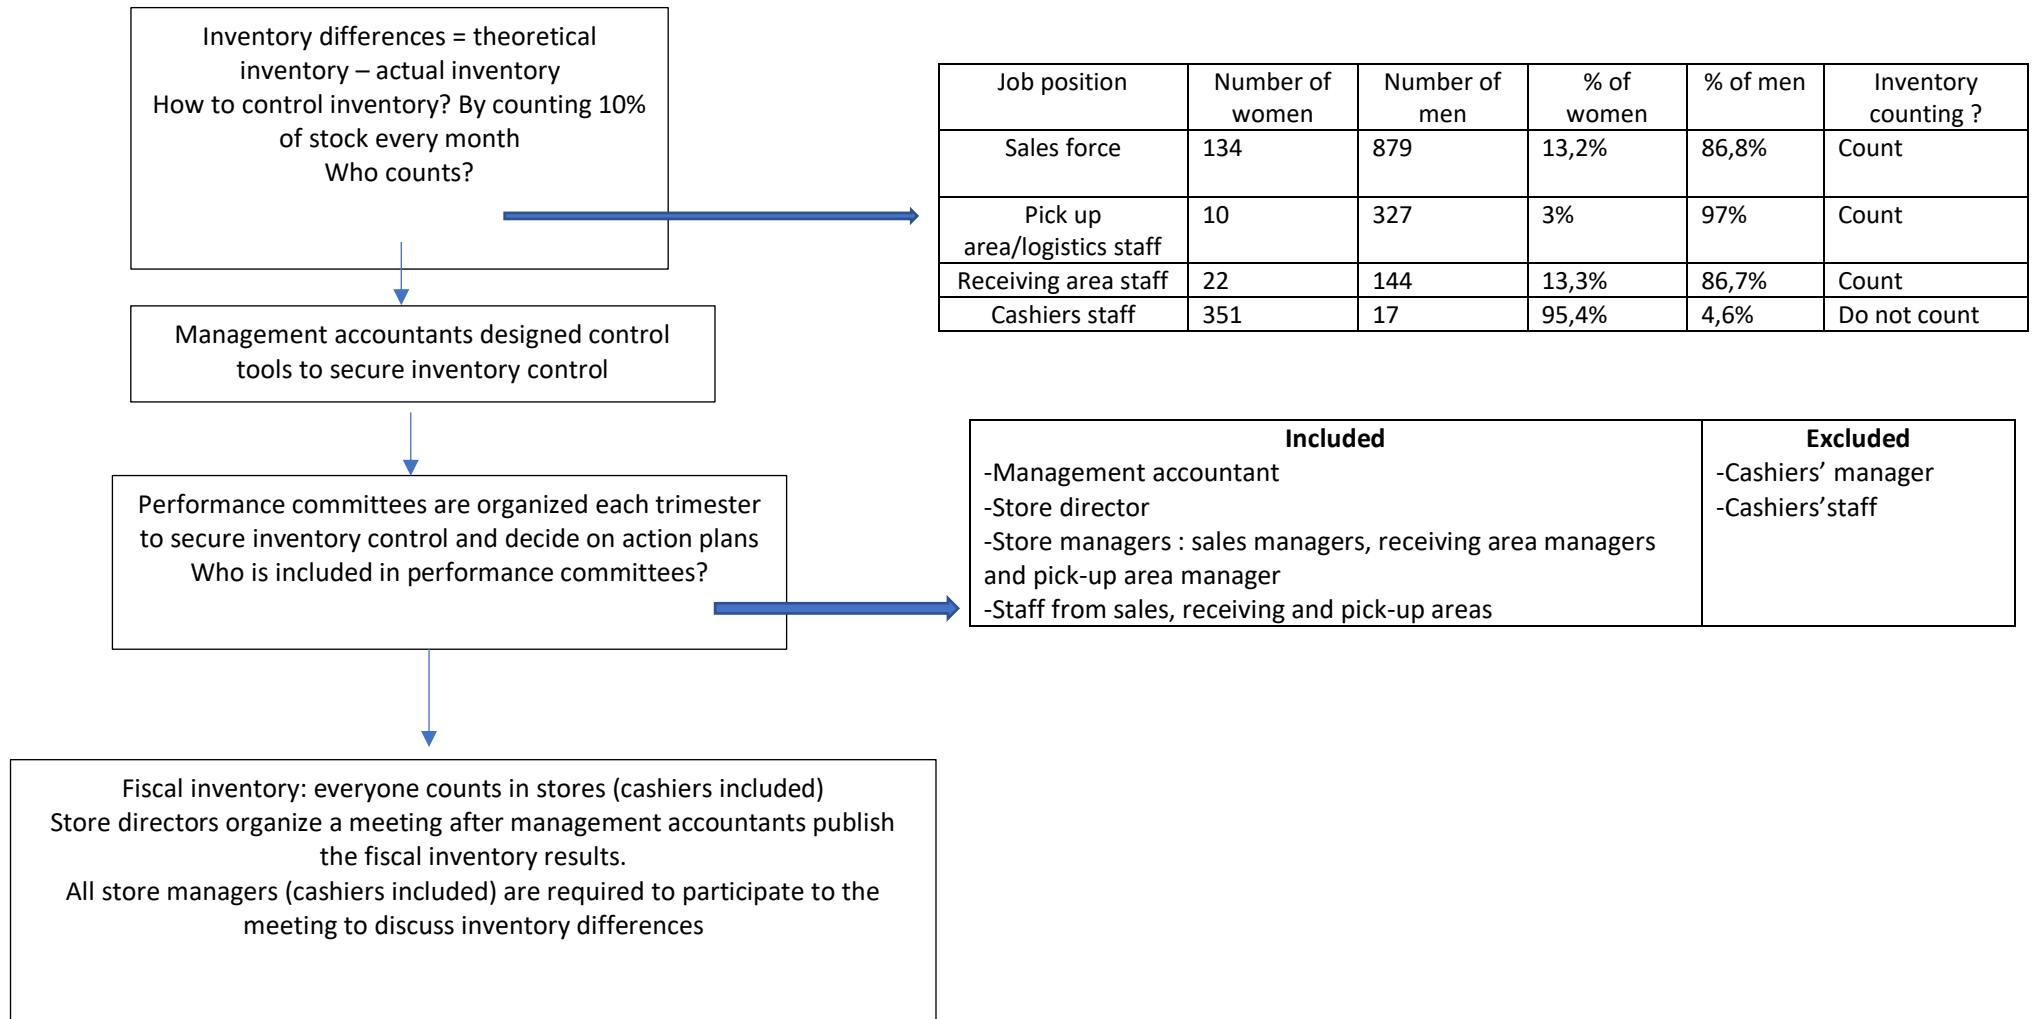 Inventory differences = theoretical
inventory – actual inventory
How to control inventory? By counting 10%
of stock every month
Who counts?
Job position
Number of
women
Number of
men
% of
women
% of men
Inventory
counting ?
Sales force
134
879
13,2%
86,8%
Count
Pick up
area/logistics staff
10
327
3%
97%
Count
Receiving area staff
22
144
13,3%
86,7%
Count
Cashiers staff
351
17
95,4%
4,6%
Do not count
Management accountants designed control
tools to secure inventory control
Performance committees are organized each trimester
to secure inventory control and decide on action plans
Who is included in performance committees?
Included
-Management accountant
-Store director
-Store managers : sales managers, receiving area managers
and pick-up area manager
-Staff from sales, receiving and pick-up areas
Excluded
-Cashiers’ manager
-Cashiers’staff
Fiscal inventory: everyone counts in stores (cashiers included)
Store directors organize a meeting after management accountants publish
the fiscal inventory results.
All store managers (cashiers included) are required to participate to the
meeting to discuss inventory differences